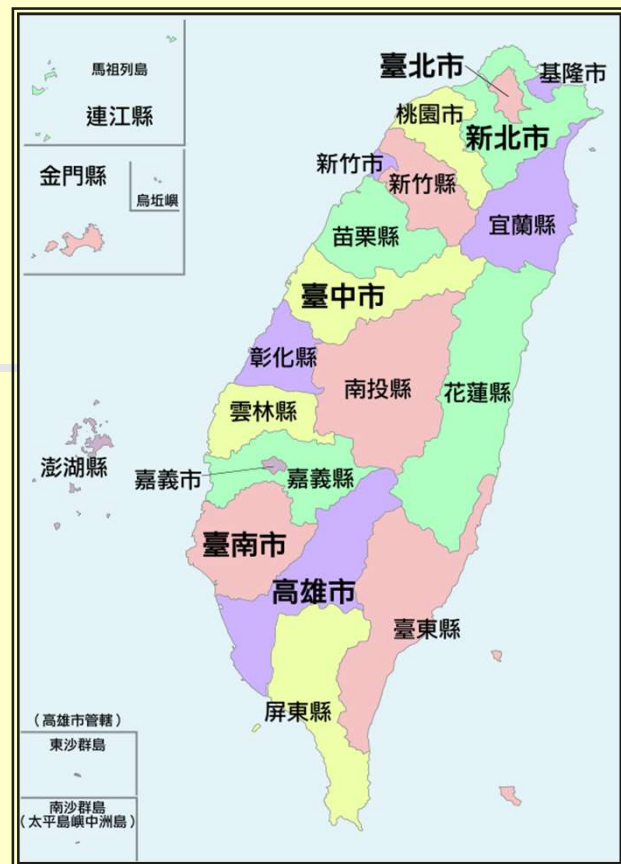 馬祖列島
連江縣
金門縣
烏坵嶼
臺北市
基隆市
桃園市
新北市
新竹市
新竹縣
宜蘭縣
苗栗縣
臺中市
彰化縣
南投縣
花蓮縣
雲林縣
澎湖縣
嘉義市
嘉義縣
臺南市
高雄市
臺東縣
屏東縣
（高雄市管轄）
東沙群島
南沙群島
（太平島嶼中洲島）